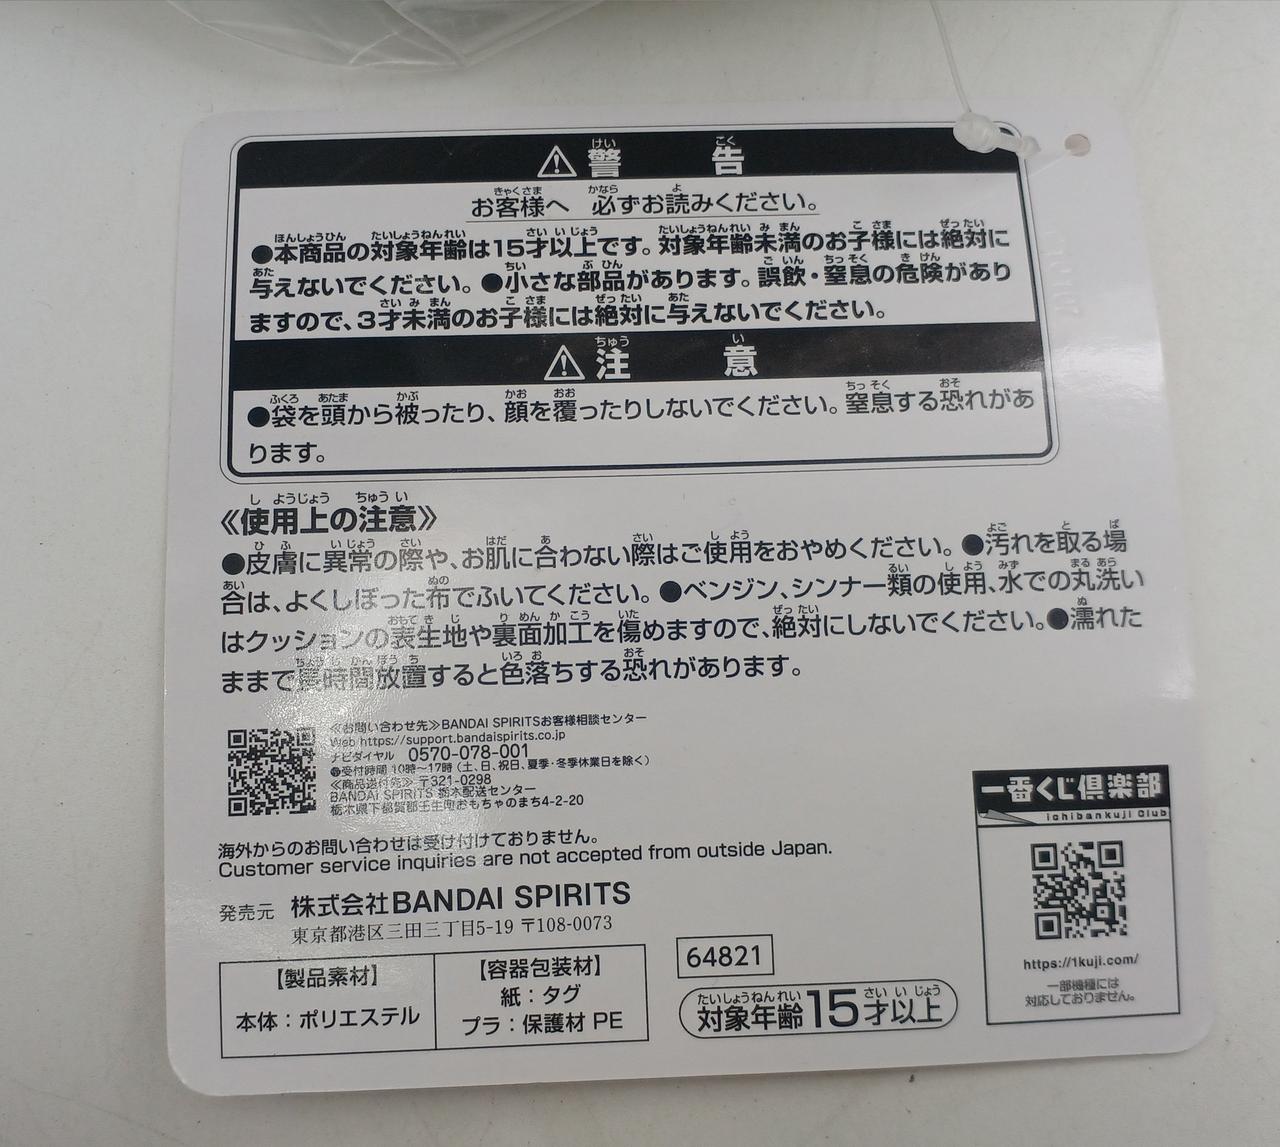 ⚠警告
お客様へ 必ずお読みください。
●本商品の対象年齢は15才以上です。対象年齢未満のお子様には絶対に
与えないでください。●小さな部品があります。誤飲・窒息の危険があり
ますので、3才未満のお子様には絶対に与えないでください。
⚠注意
●袋を頭から被ったり、顔を覆ったりしないでください。窒息する恐れがあ
ります。
《使用上の注意》
●皮膚に異常の際や、お肌に合わない際はご使用をおやめください。●汚れを取る場
合は、よくしぼった布でふいてください。●ベンジン、シンナー類の使用、水での丸洗い
はクッションの表生地や裏面加工を傷めますので、絶対にしないでください。●濡れた
ままで長時間放置すると色落ちする恐れがあります。
≪お問い合わせ先≫BANDAI SPIRITSお客様相談センター
Web https://support.bandaispirits.co.jp
ナビダイヤル 0570-078-001
●受付時間 10時~17時(土、日、祝日、夏季・冬季休業日を除く)
≪商品送付先≫ 〒321-0298
BANDAI SPIRITS 栃木配送センター
栃木県下都賀郡壬生町おもちゃのまち4-2-20
海外からのお問い合わせは受け付けておりません。
Customer service inquiries are not accepted from outside Japan.
発売元 株式会社BANDAI SPIRITS
東京都港区三田三丁目5-19 〒108-0073
【製品素材】
本体:ポリエステル
【容器包装材】
紙:タグ
プラ:保護材 PE
64821
対象年齢15才以上
一番くじ倶楽部
ichibankuji Club
https://1kuji.com/
一部機種には
対応しておりません。